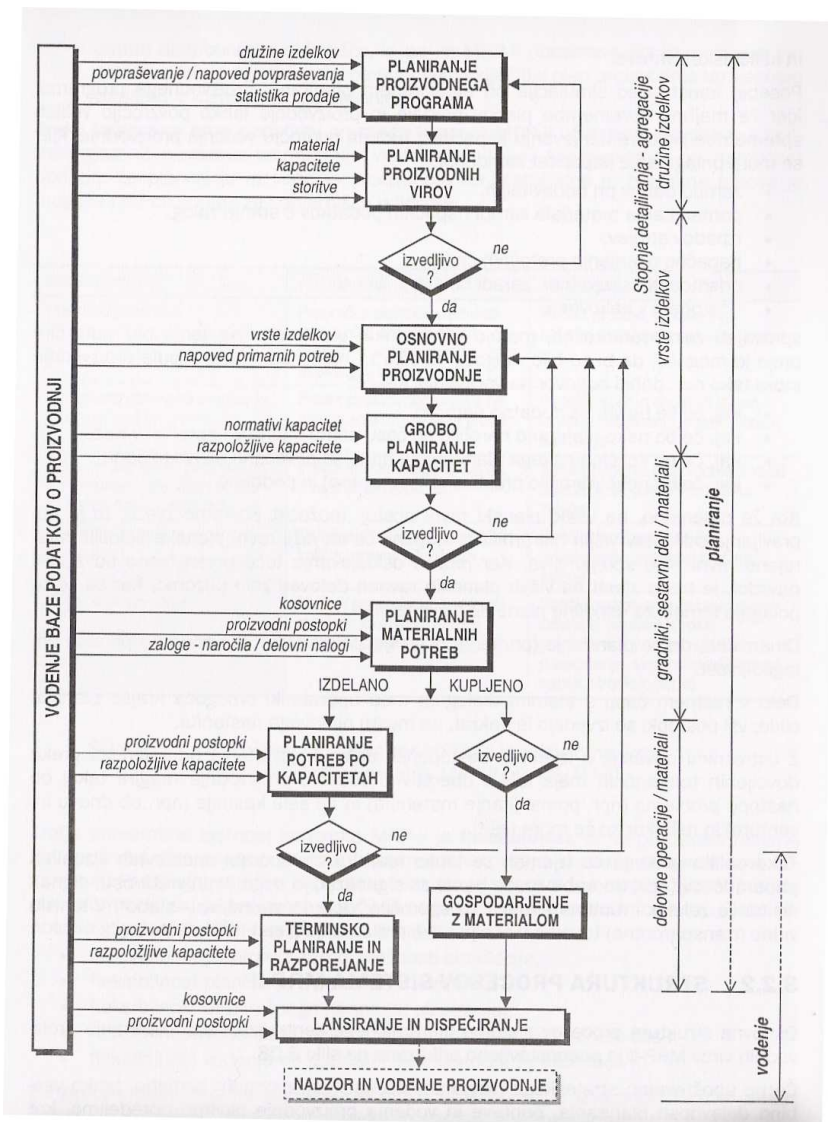 VODENJE BAZE PODATKOV O PROIZVODNJI
družine izdelkov
povpraševanje / napoved povpraševanja
statistika prodaje
PLANIRANJE
PROIZVODNEGA
PROGRAMA
material
kapacitete
storitve
PLANIRANJE
PROIZVODNIH
VIROV
izvedljivo
?
ne
da
vrste izdelkov
napoved primarnih potreb
OSNOVNO
PLANIRANJE
PROIZVODNJE
normativi kapacitet
razpoložljive kapacitete
GROBO
PLANIRANJE
KAPACITET
izvedljivo
?
ne
da
kosovnice
proizvodni postopki
zaloge - naročila / delovni nalogi
PLANIRANJE
MATERIALNIH
POTREB
IZDELANO
KUPLJENO
proizvodni postopki
razpoložljive kapacitete
PLANIRANJE
POTREB PO
KAPACITETAH
izvedljivo
?
ne
da
izvedljivo
?
ne
da
GOSPODARJENJE
Z MATERIALOM
proizvodni postopki
razpoložljive kapacitete
TERMINSKO
PLANIRANJE IN
RAZPOREJANJE
kosovnice
proizvodni postopki
LANSIRANJE IN DISPEČIRANJE
NADZOR IN VODENJE PROIZVODNJE
Stopnja detajliranja - agregacije
družine izdelkov
vrste izdelkov
gradniki, sestavni deli / materiali
delovne operacije / materiali
planiranje
vodenje